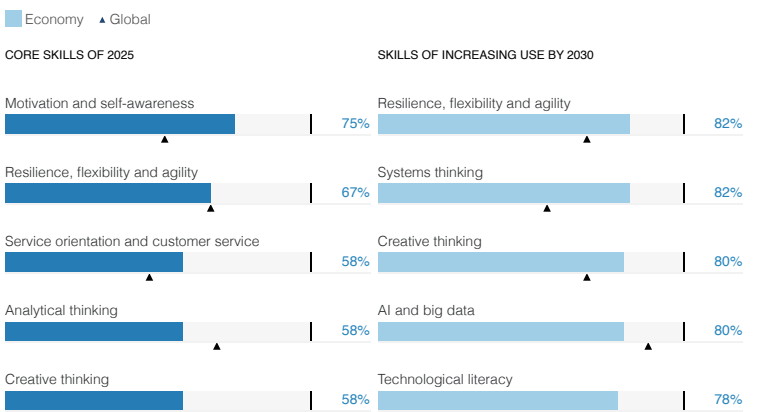 Economy ▲ Global
CORE SKILLS OF 2025
Motivation and self-awareness
75%
Resilience, flexibility and agility
67%
Service orientation and customer service
58%
Analytical thinking
58%
Creative thinking
58%
SKILLS OF INCREASING USE BY 2030
Resilience, flexibility and agility
82%
Systems thinking
82%
Creative thinking
80%
AI and big data
80%
Technological literacy
78%